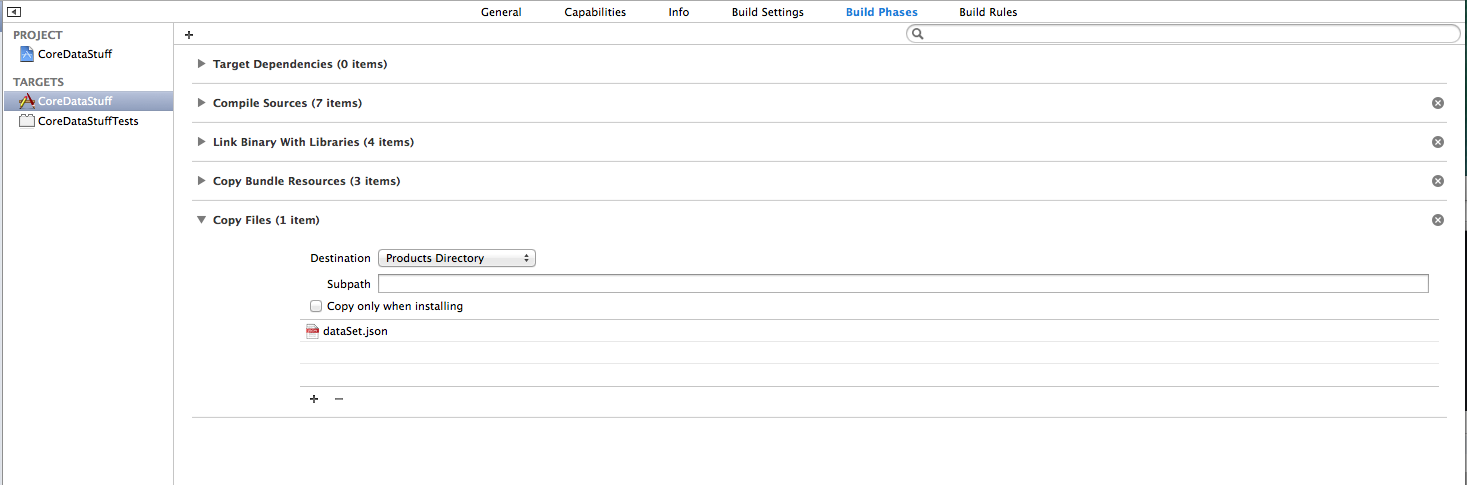 General Capabilities Info Build Settings Build Phases Build Rules
PROJECT
CoreDataStuff
TARGETS
CoreDataStuff
CoreDataStuffTests
Target Dependencies (0 items)
Compile Sources (7 items)
Link Binary With Libraries (4 items)
Copy Bundle Resources (3 items)
Copy Files (1 item)
Destination Products Directory
Subpath
Copy only when installing
dataSet.json